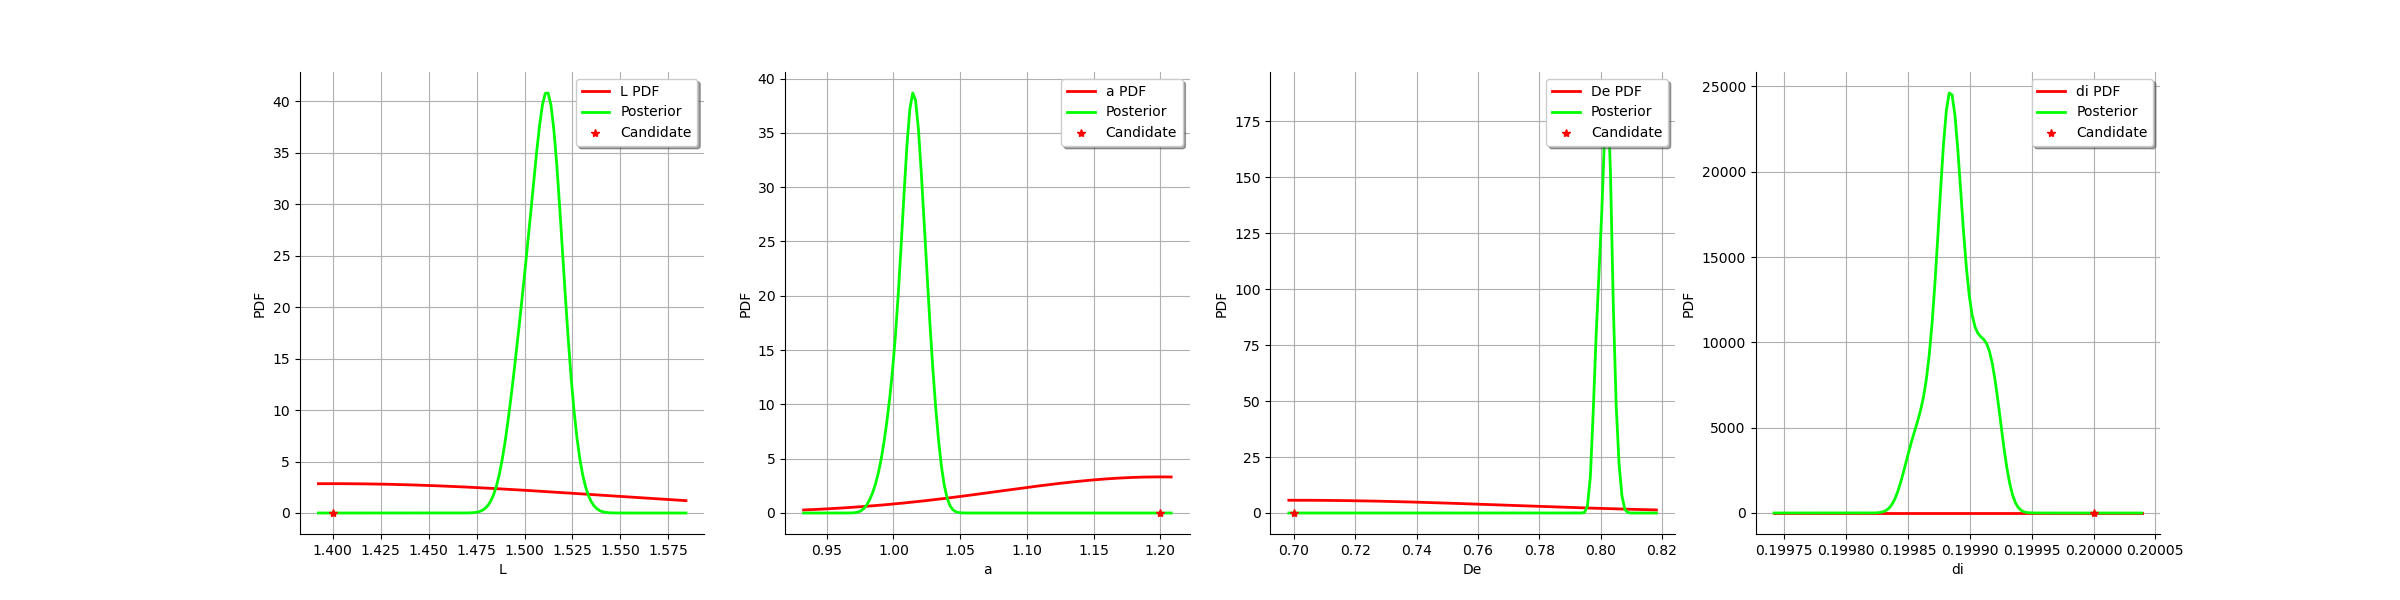 40
35
30
25
20
15
10
5
0
PDF
1.400 1.425 1.450 1.475 1.500 1.525 1.550 1.575
L
L PDF
Posterior
Candidate
40
35
30
25
20
15
10
5
0
PDF
0.95 1.00 1.05 1.10 1.15 1.20
a
a PDF
Posterior
Candidate
175
150
125
100
75
50
25
0
PDF
0.70 0.72 0.74 0.76 0.78 0.80 0.82
De
De PDF
Posterior
Candidate
25000
20000
15000
10000
5000
0
PDF
0.19975 0.19980 0.19985 0.19990 0.19995 0.20000 0.20005
di
di PDF
Posterior
Candidate